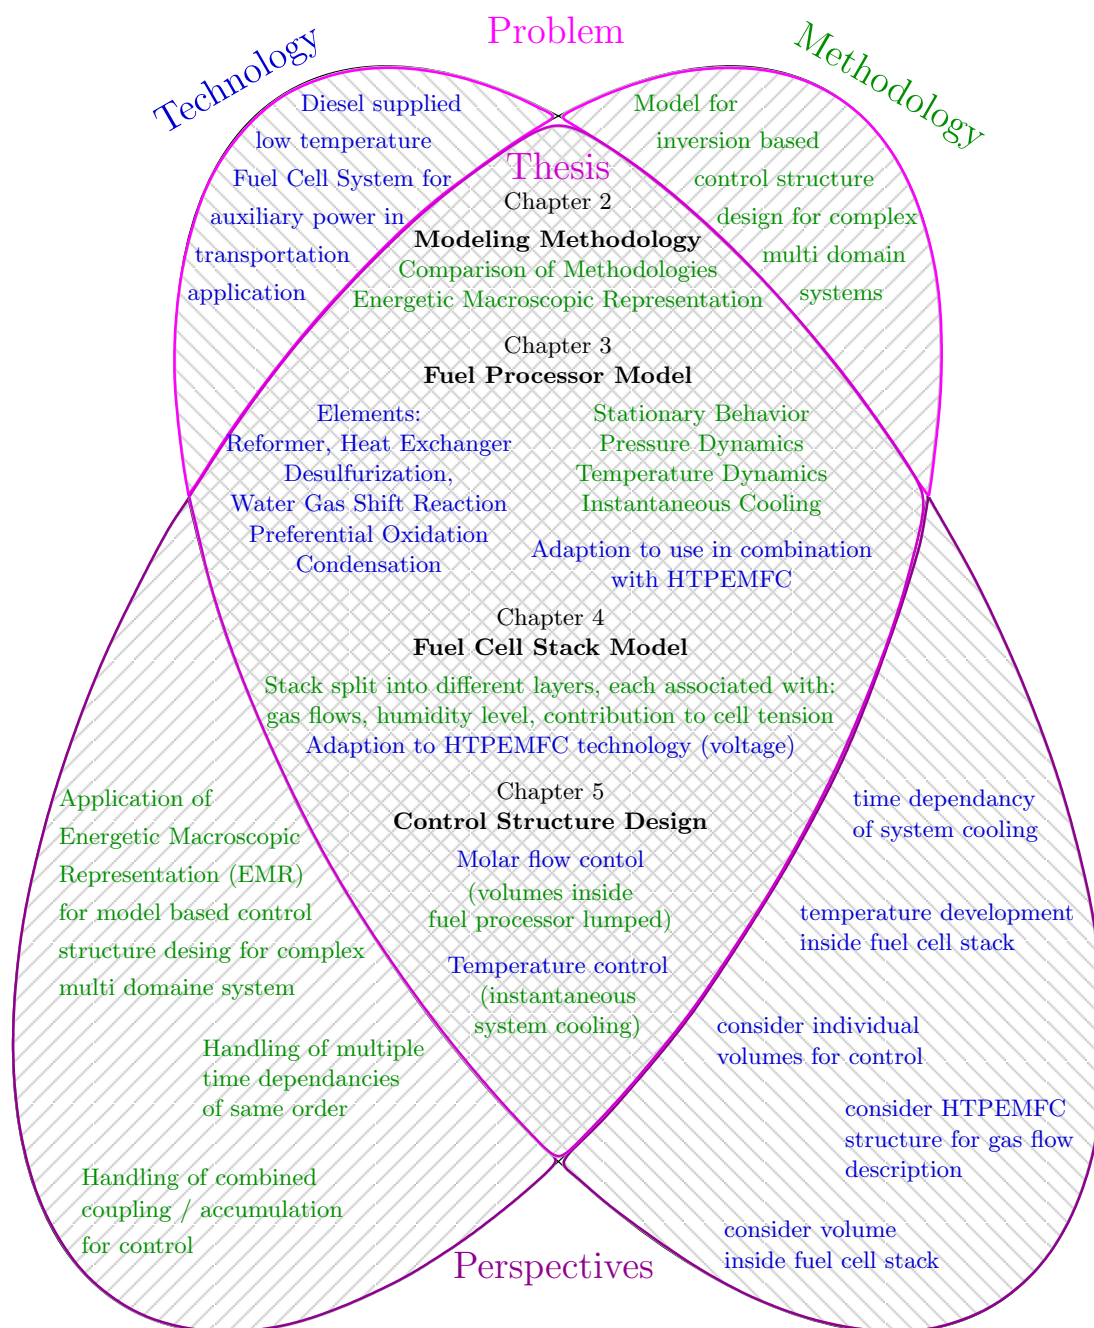 Problem
Technology
Methodology
Diesel supplied
low temperature
Fuel Cell System for
auxiliary power in
transportation
application
Model for
inversion based
control structure
design for complex
multi domain
systems
Thesis
Chapter 2
Modeling Methodology
Comparison of Methodologies
Energetic Macroscopic Representation
Chapter 3
Fuel Processor Model
Elements:
Reformer, Heat Exchanger
Desulfurization,
Water Gas Shift Reaction
Preferential Oxidation
Condensation
Stationary Behavior
Pressure Dynamics
Temperature Dynamics
Instantaneous Cooling
Adaption to use in combination
with HTPEMFC
Chapter 4
Fuel Cell Stack Model
Stack split into different layers, each associated with:
gas flows, humidity level, contribution to cell tension
Adaption to HTPEMFC technology (voltage)
Chapter 5
Control Structure Design
Molar flow contol
(volumes inside
fuel processor lumped)
Temperature control
(instantaneous
system cooling)
Application of
Energetic Macroscopic
Representation (EMR)
for model based control
structure desing for complex
multi domaine system
Handling of multiple
time dependancies
of same order
Handling of combined
coupling / accumulation
for control
time dependancy
of system cooling
temperature development
inside fuel cell stack
consider individual
volumes for control
consider HTPEMFC
structure for gas flow
description
consider volume
inside fuel cell stack
Perspectives